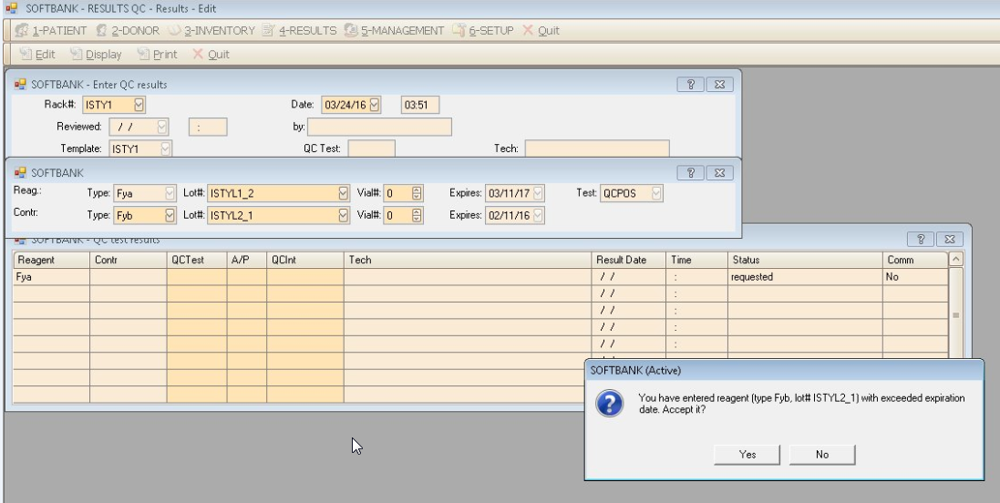 SOFTBANK - RESULTS QC - Results - Edit
1-PATIENT 2-DONOR 3-INVENTORY 4-RESULTS 5-MANAGEMENT 6-SETUP Quit
Edit Display Print Quit
SOFTBANK - Enter QC results ?
Rack#: ISTY1 Date: 03/24/16 03:51
Reviewed: / / : by:
Template: ISTY1 QC Test: Tech:
SOFTBANK ?
Reag.: Type: Fya Lot#: ISTYL1_2 Vial#: 0 Expires: 03/11/17 Test: QCPOS
Contr: Type: Fyb Lot#: ISTYL2_1 Vial#: 0 Expires: 02/11/16
SOFTBANK - QC test results ?
Reagent Contr QCTest A/P QCInt Tech Result Date Time Status Comm
Fya / / : requested No
/ / :
/ / :
/ / :
/ / :
SOFTBANK (Active)
You have entered reagent (type Fyb, lot# ISTYL2_1) with exceeded expiration
date. Accept it?
Yes No